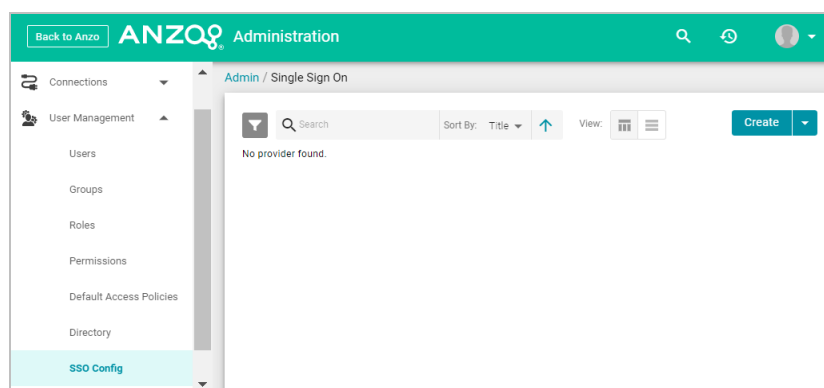 Back to Anzo ANZO® Administration
Connections
Admin / Single Sign On
User Management
Search Sort By: Title View: Create
No provider found.
Users
Groups
Roles
Permissions
Default Access Policies
Directory
SSO Config